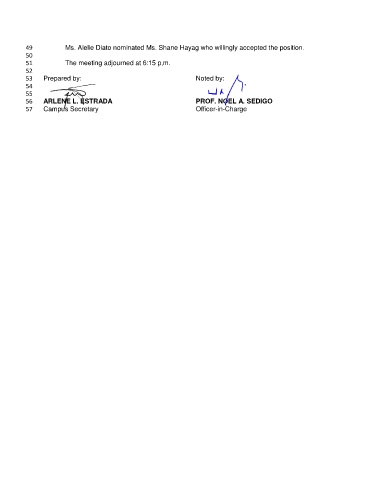 49 Ms. Alelie Diato nominated Ms. Shane Hayag who willingly accepted the position.
50
51 The meeting adjourned at 6:15 p.m.
52
53 Prepared by: Noted by:
54
55
56 ARLENE L. ESTRADA PROF. NOEL A. SEDIGO
57 Campus Secretary Officer-in-Charge